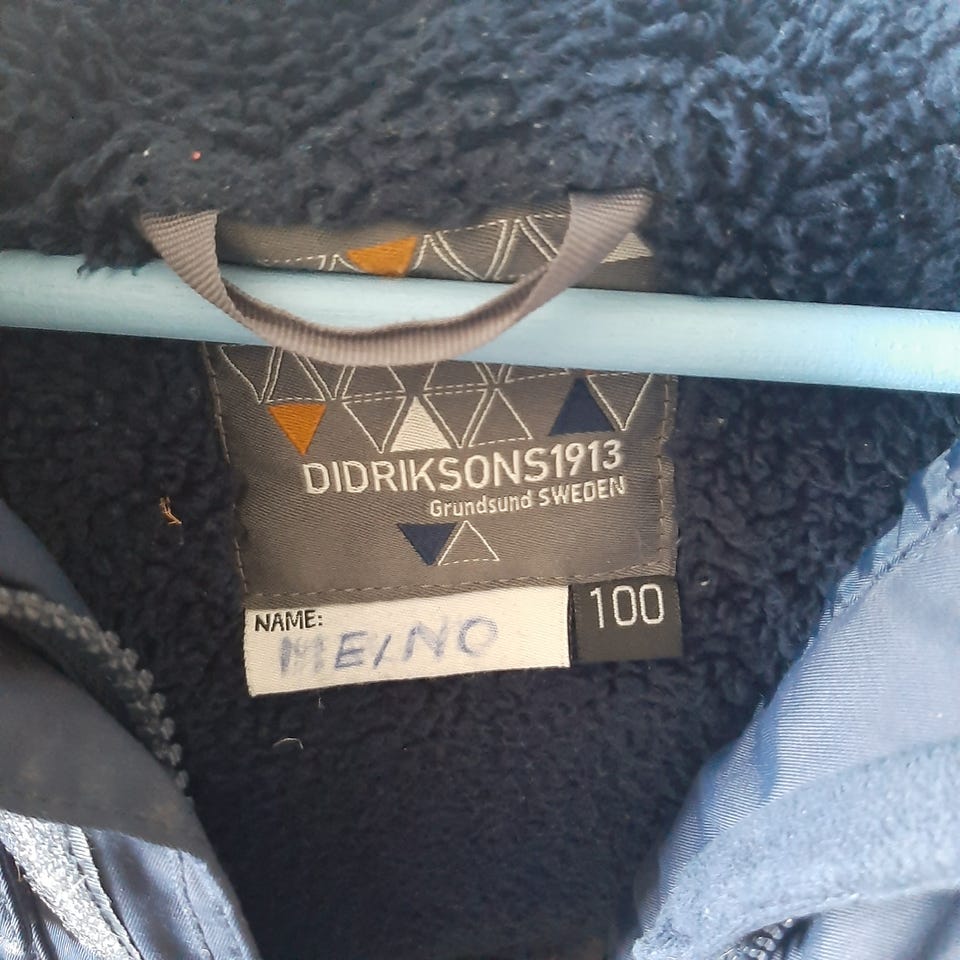 DIDRIKSONS1913
Grundsund SWEDEN
NAME:
MEINO
100